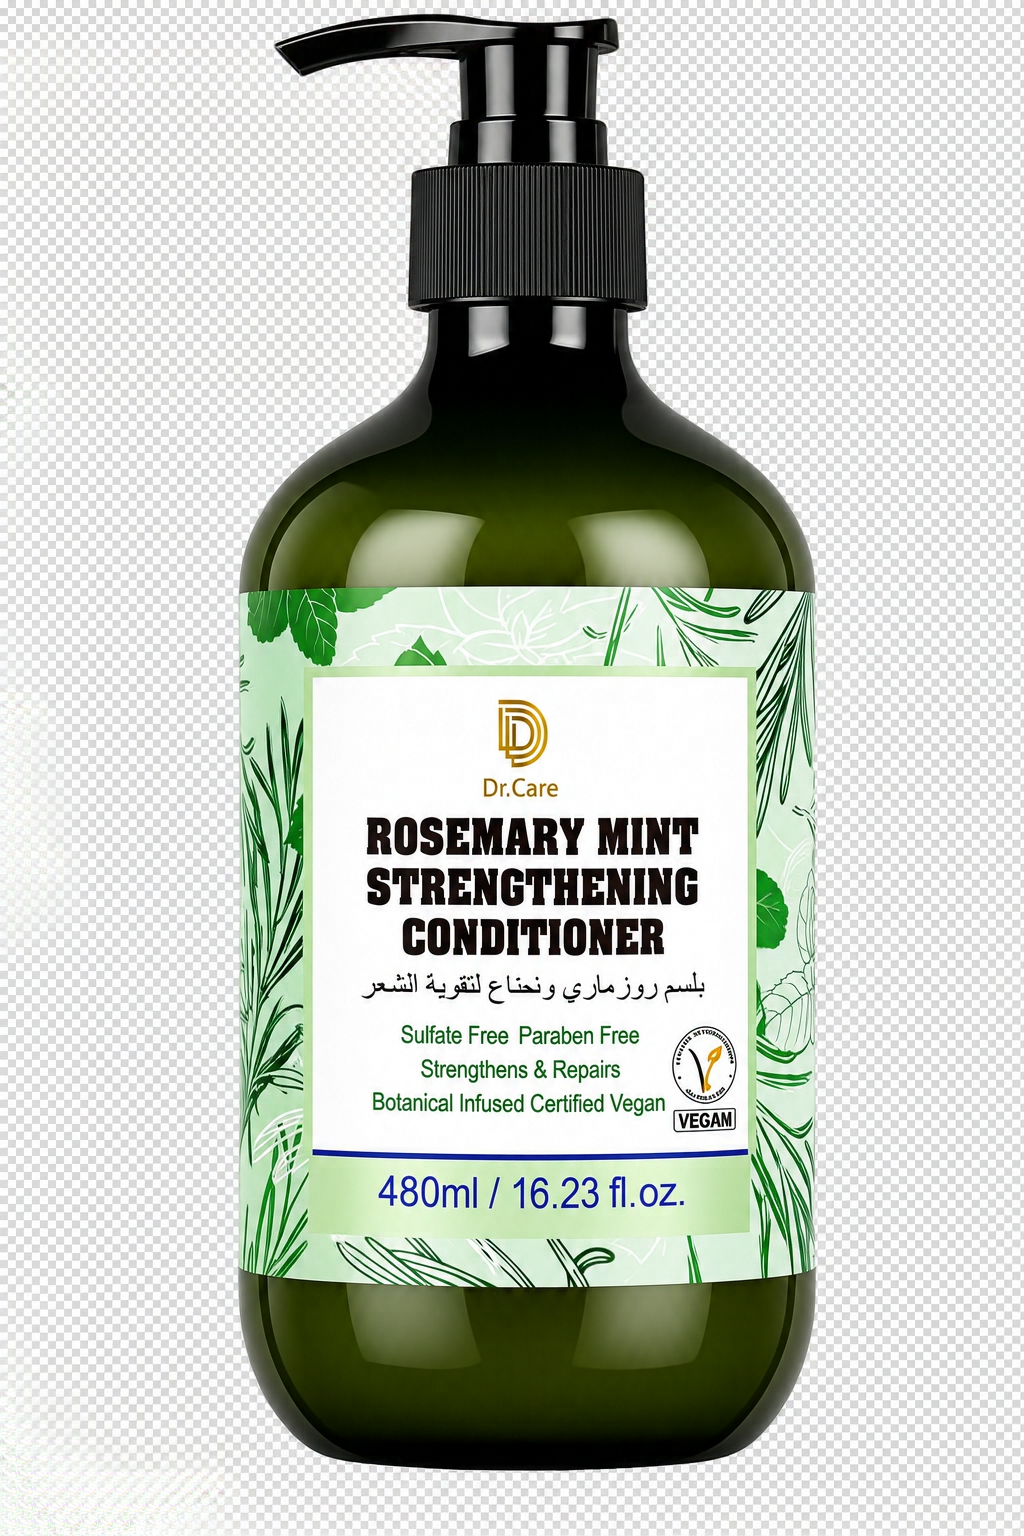 Dr.Care
ROSEMARY MINT
STRENGTHENING
CONDITIONER
بلسم روزماري ونحناع لتقوية الشعر
Sulfate Free Paraben Free
Strengthens & Repairs
Botanical Infused Certified Vegan
VEGAM
480ml / 16.23 fl.oz.